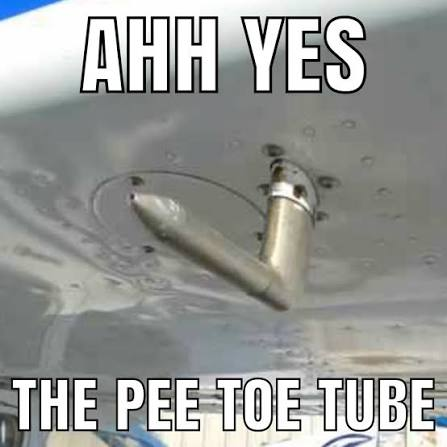 AHH YES
THE PEE TOE TUBE